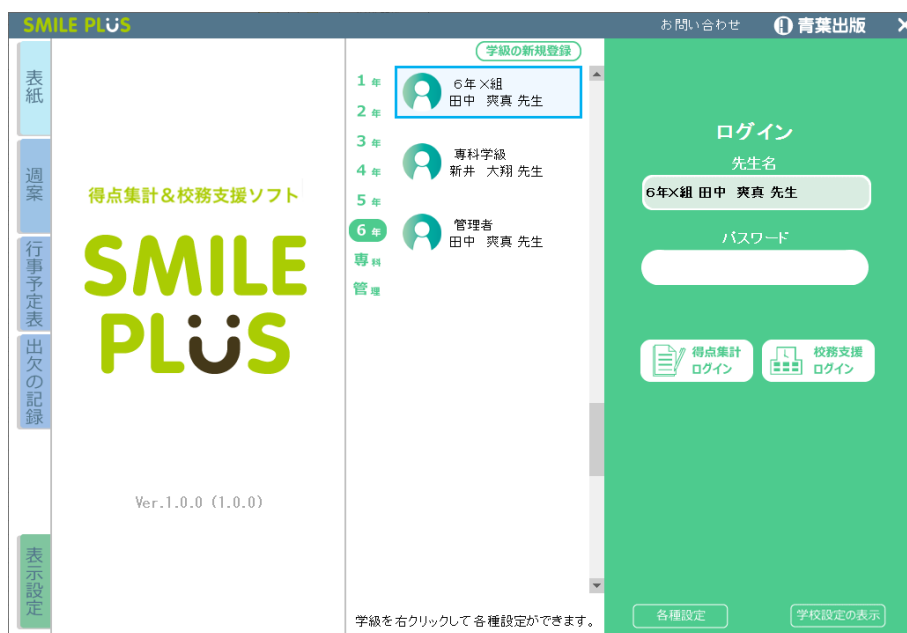 SMILE PLUS
お問い合わせ
青葉出版
×
表紙
週案
行事予定表
出欠の記録
表示設定
得点集計&校務支援ソフト
SMILE
PLUS
Ver.1.0.0 (1.0.0)
学級の新規登録
1年
2年
3年
4年
5年
6年
専科
管理
6年×組
田中 爽真 先生
専科学級
新井 大翔 先生
管理者
田中 爽真 先生
学級を右クリックして各種設定ができます。
ログイン
先生名
6年×組 田中 爽真 先生
パスワード
得点集計
ログイン
校務支援
ログイン
各種設定
学校設定の表示